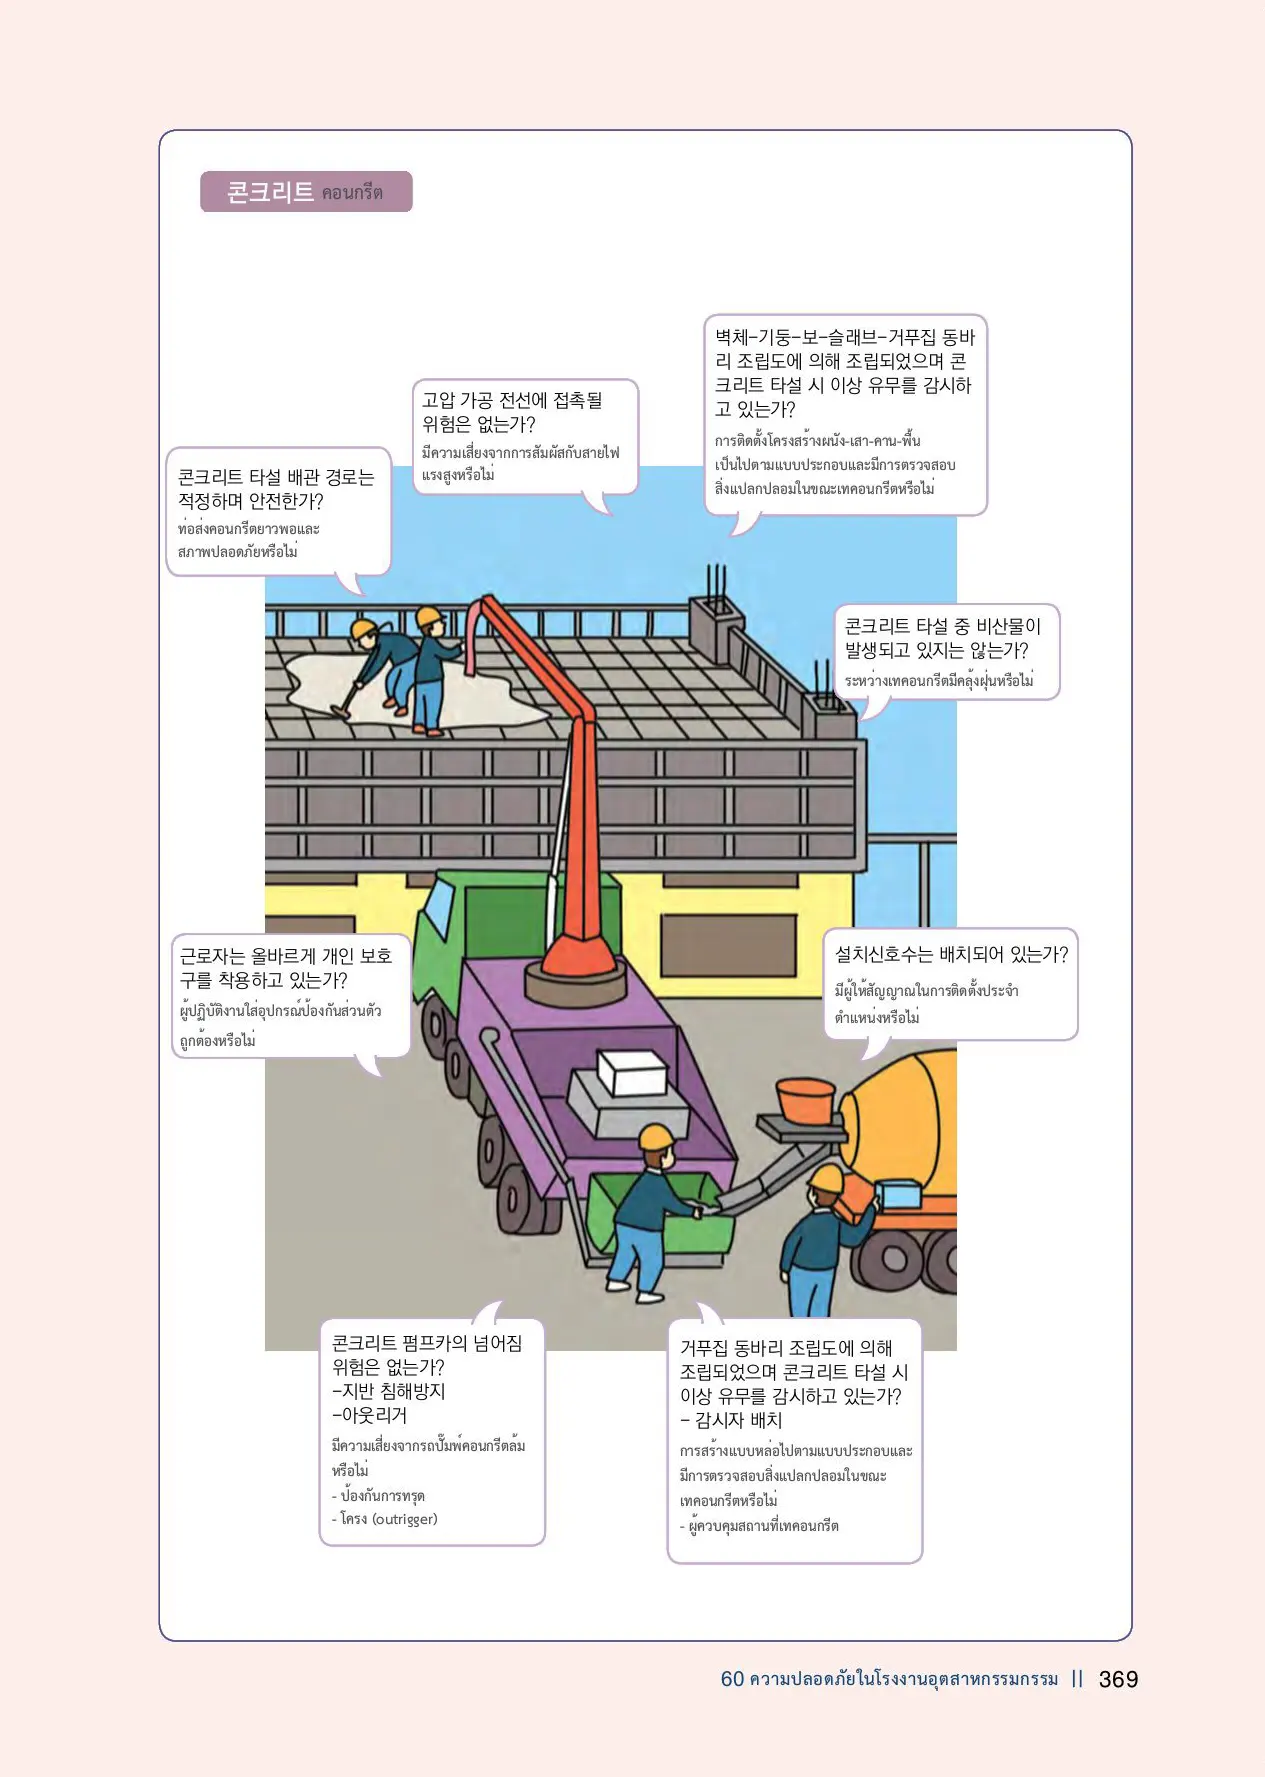 콘크리트 คอนกรีต
벽체-기둥-보-슬래브-거푸집 동바
리 조립도에 의해 조립되었으며 콘
크리트 타설 시 이상 유무를 감시하
고 있는가?
การติดตั้งโครงสร้างผนัง-เสา-คาน-พื้น
เป็นไปตามแบบประกอบและมีการตรวจสอบ
สิ่งแปลกปลอมในขณะเทคอนกรีตหรือไม่
고압 가공 전선에 접촉될
위험은 없는가?
มีความเสี่ยงจากการสัมผัสกับสายไฟ
แรงสูงหรือไม่
콘크리트 타설 배관 경로는
적정하며 안전한가?
ท่อส่งคอนกรีตยาวพอและ
สภาพปลอดภัยหรือไม่
콘크리트 타설 중 비산물이
발생되고 있지는 않는가?
ระหว่างเทคอนกรีตมีคลุ้งฝุ่นหรือไม่
근로자는 올바르게 개인 보호
구를 착용하고 있는가?
ผู้ปฏิบัติงานใส่อุปกรณ์ป้องกันส่วนตัว
ถูกต้องหรือไม่
설치신호수는 배치되어 있는가?
มีผู้ให้สัญญาณในการติดตั้งประจำ
ตำแหน่งหรือไม่
콘크리트 펌프카의 넘어짐
위험은 없는가?
-지반 침해방지
-아웃리거
มีความเสี่ยงจากรถปั๊มพ์คอนกรีตล้ม
หรือไม่
- ป้องกันการทรุด
- โครง (outrigger)
거푸집 동바리 조립도에 의해
조립되었으며 콘크리트 타설 시
이상 유무를 감시하고 있는가?
- 감시자 배치
การสร้างแบบหล่อไปตามแบบประกอบและ
มีการตรวจสอบสิ่งแปลกปลอมในขณะ
เทคอนกรีตหรือไม่
- ผู้ควบคุมสถานที่เทคอนกรีต
60 ความปลอดภัยในโรงงานอุตสาหกรรมกรรม || 369